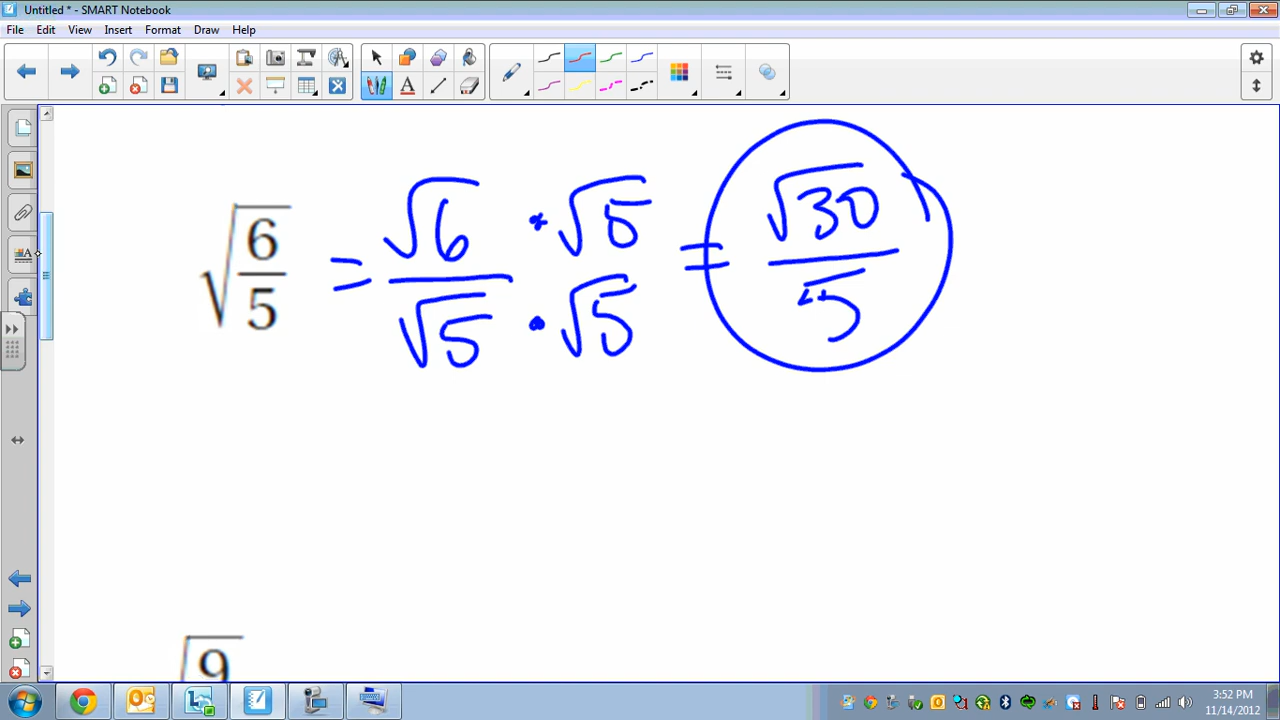 Untitled * - SMART Notebook
File Edit View Insert Format Draw Help
√(6/5) = (√6 · √5)/(√5 · √5) = √30/5
√9
3:52 PM
11/14/2012